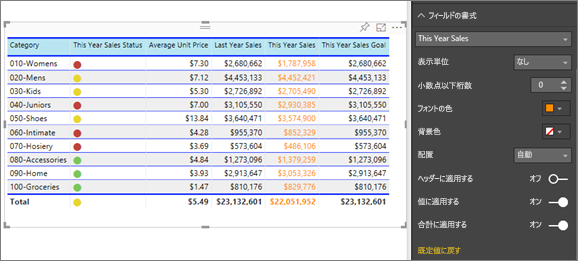 Category This Year Sales Status Average Unit Price Last Year Sales This Year Sales This Year Sales Goal
010-Womens $7.30 $2,680,662 $1,787,958 $2,680,662
020-Mens $7.12 $4,453,133 $4,452,421 $4,453,133
030-Kids $5.30 $2,726,892 $2,705,490 $2,726,892
040-Juniors $7.00 $3,105,550 $2,930,385 $3,105,550
050-Shoes $13.84 $3,640,471 $3,574,900 $3,640,471
060-Intimate $4.28 $955,370 $852,329 $955,370
070-Hosiery $3.69 $573,604 $486,106 $573,604
080-Accessories $4.84 $1,273,096 $1,379,259 $1,273,096
090-Home $3.93 $2,913,647 $3,053,326 $2,913,647
100-Groceries $1.47 $810,176 $829,776 $810,176
Total $5.49 $23,132,601 $22,051,952 $23,132,601
フィールドの書式
This Year Sales
表示単位 なし
小数点以下桁数 0
フォントの色
背景色
配置 自動
ヘッダーに適用する オフ
値に適用する オン
合計に適用する オン
既定値に戻す